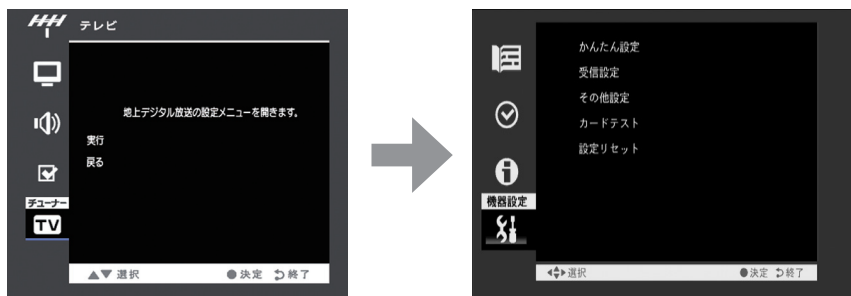 テレビ
地上デジタル放送の設定メニューを開きます。
実行
戻る
チューナー
TV
▲▼ 選択 ●決定 ⮌終了
かんたん設定
受信設定
その他設定
カードテスト
設定リセット
機器設定
選択 ●決定 ⮌終了